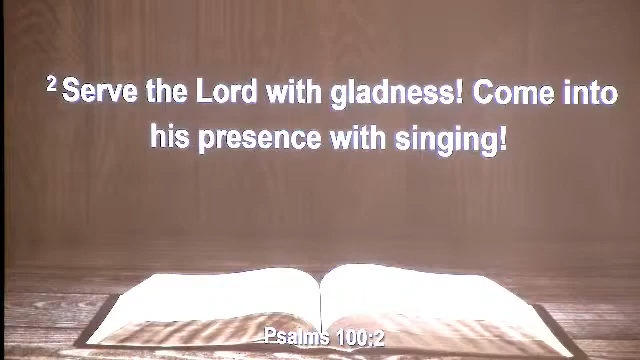 2 Serve the Lord with gladness! Come into
his presence with singing!
Psalms 100:2